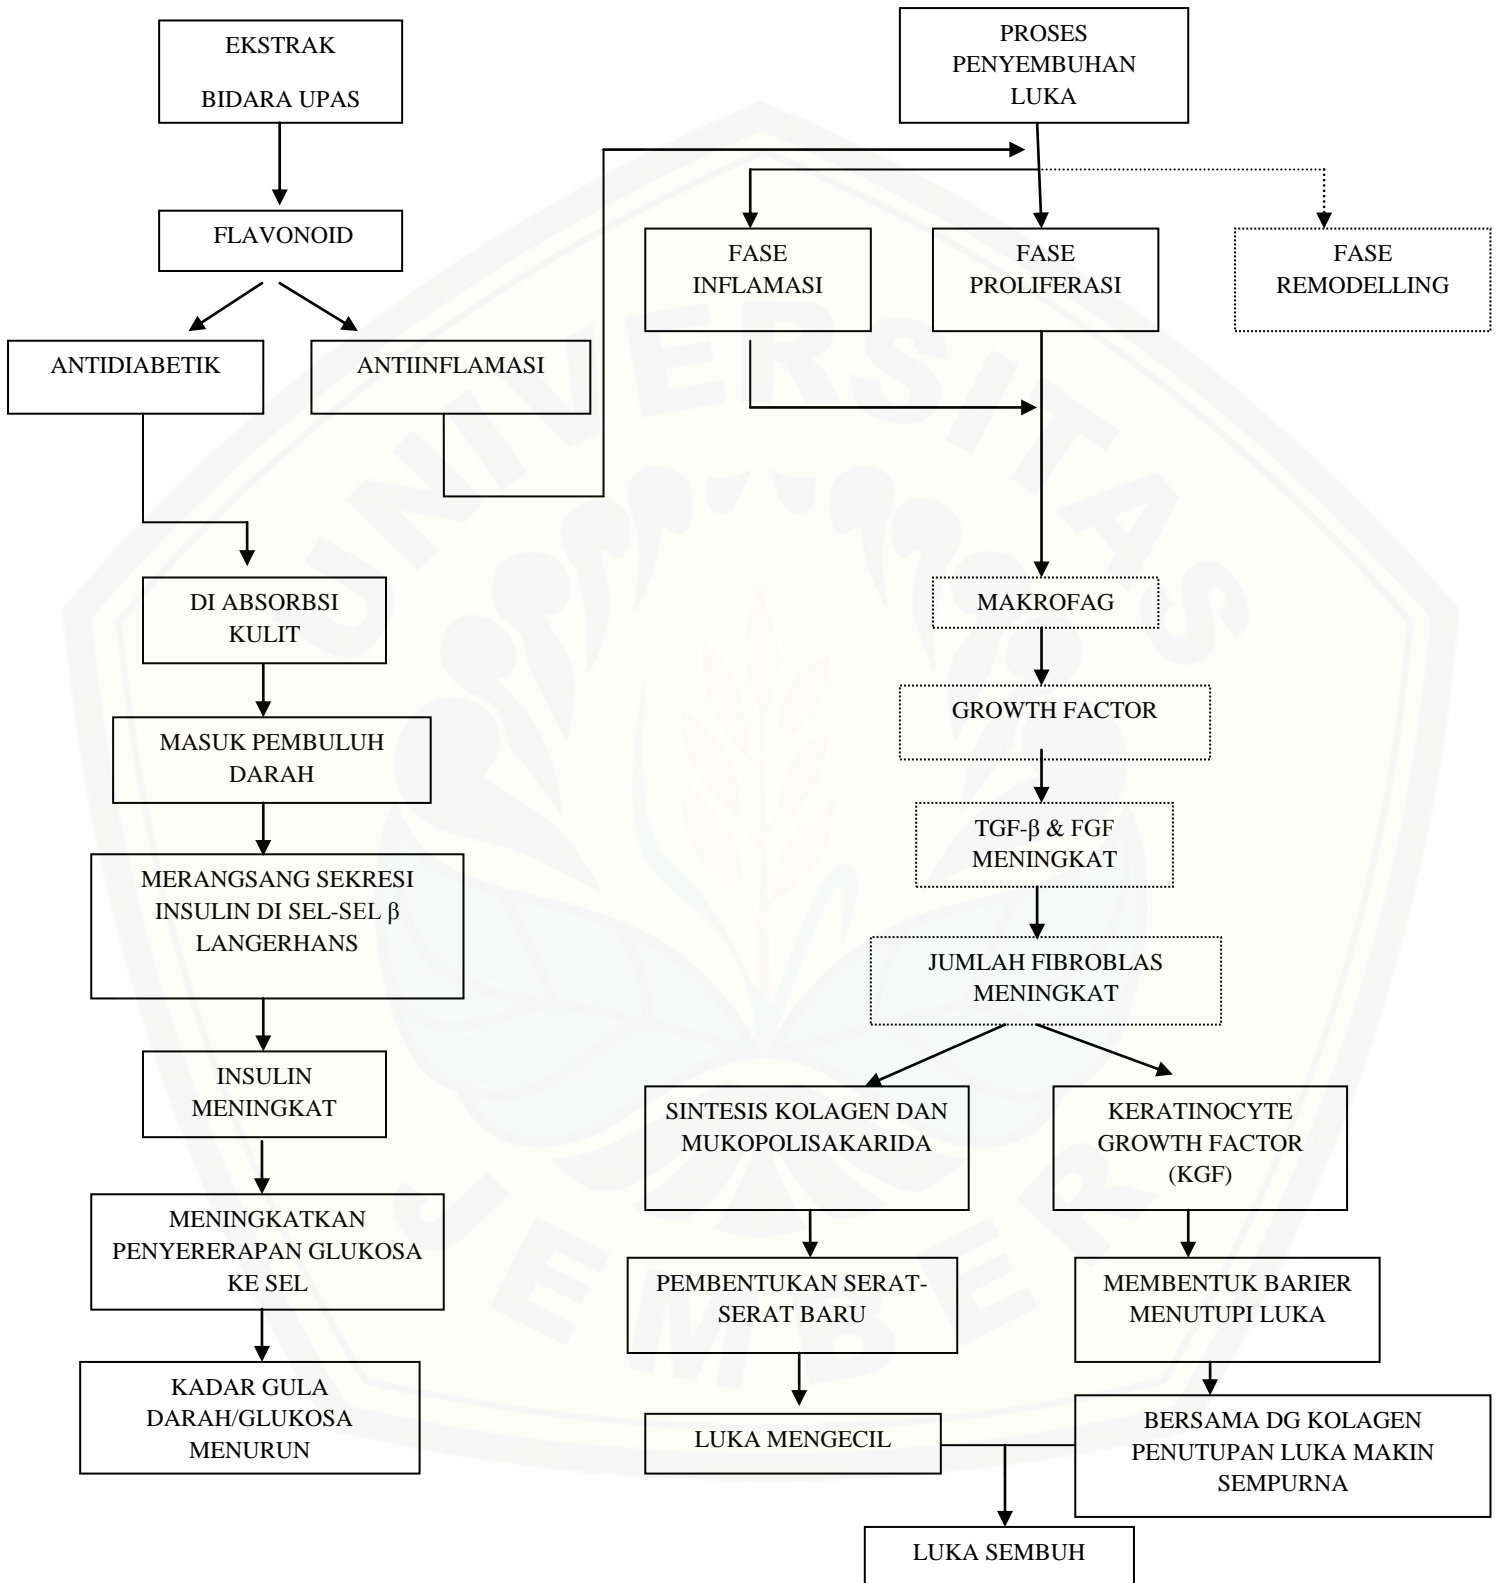 EKSTRAK
BIDARA UPAS
FLAVONOID
ANTIDIABETIK
ANTIINFLAMASI
DI ABSORBSI
KULIT
MASUK PEMBULUH
DARAH
MERANGSANG SEKRESI
INSULIN DI SEL-SEL β
LANGERHANS
INSULIN
MENINGKAT
MENINGKATKAN
PENYERERAPAN GLUKOSA
KE SEL
KADAR GULA
DARAH/GLUKOSA
MENURUN
PROSES
PENYEMBUHAN
LUKA
FASE
INFLAMASI
FASE
PROLIFERASI
FASE
REMODELLING
MAKROFAG
GROWTH FACTOR
TGF-β & FGF
MENINGKAT
JUMLAH FIBROBLAS
MENINGKAT
SINTESIS KOLAGEN DAN
MUKOPOLISAKARIDA
PEMBENTUKAN SERAT-
SERAT BARU
LUKA MENGECIL
KERATINOCYTE
GROWTH FACTOR
(KGF)
MEMBENTUK BARIER
MENUTUPI LUKA
BERSAMA DG KOLAGEN
PENUTUPAN LUKA MAKIN
SEMPURNA
LUKA SEMBUH
UNIVERSITAS
JEMBER